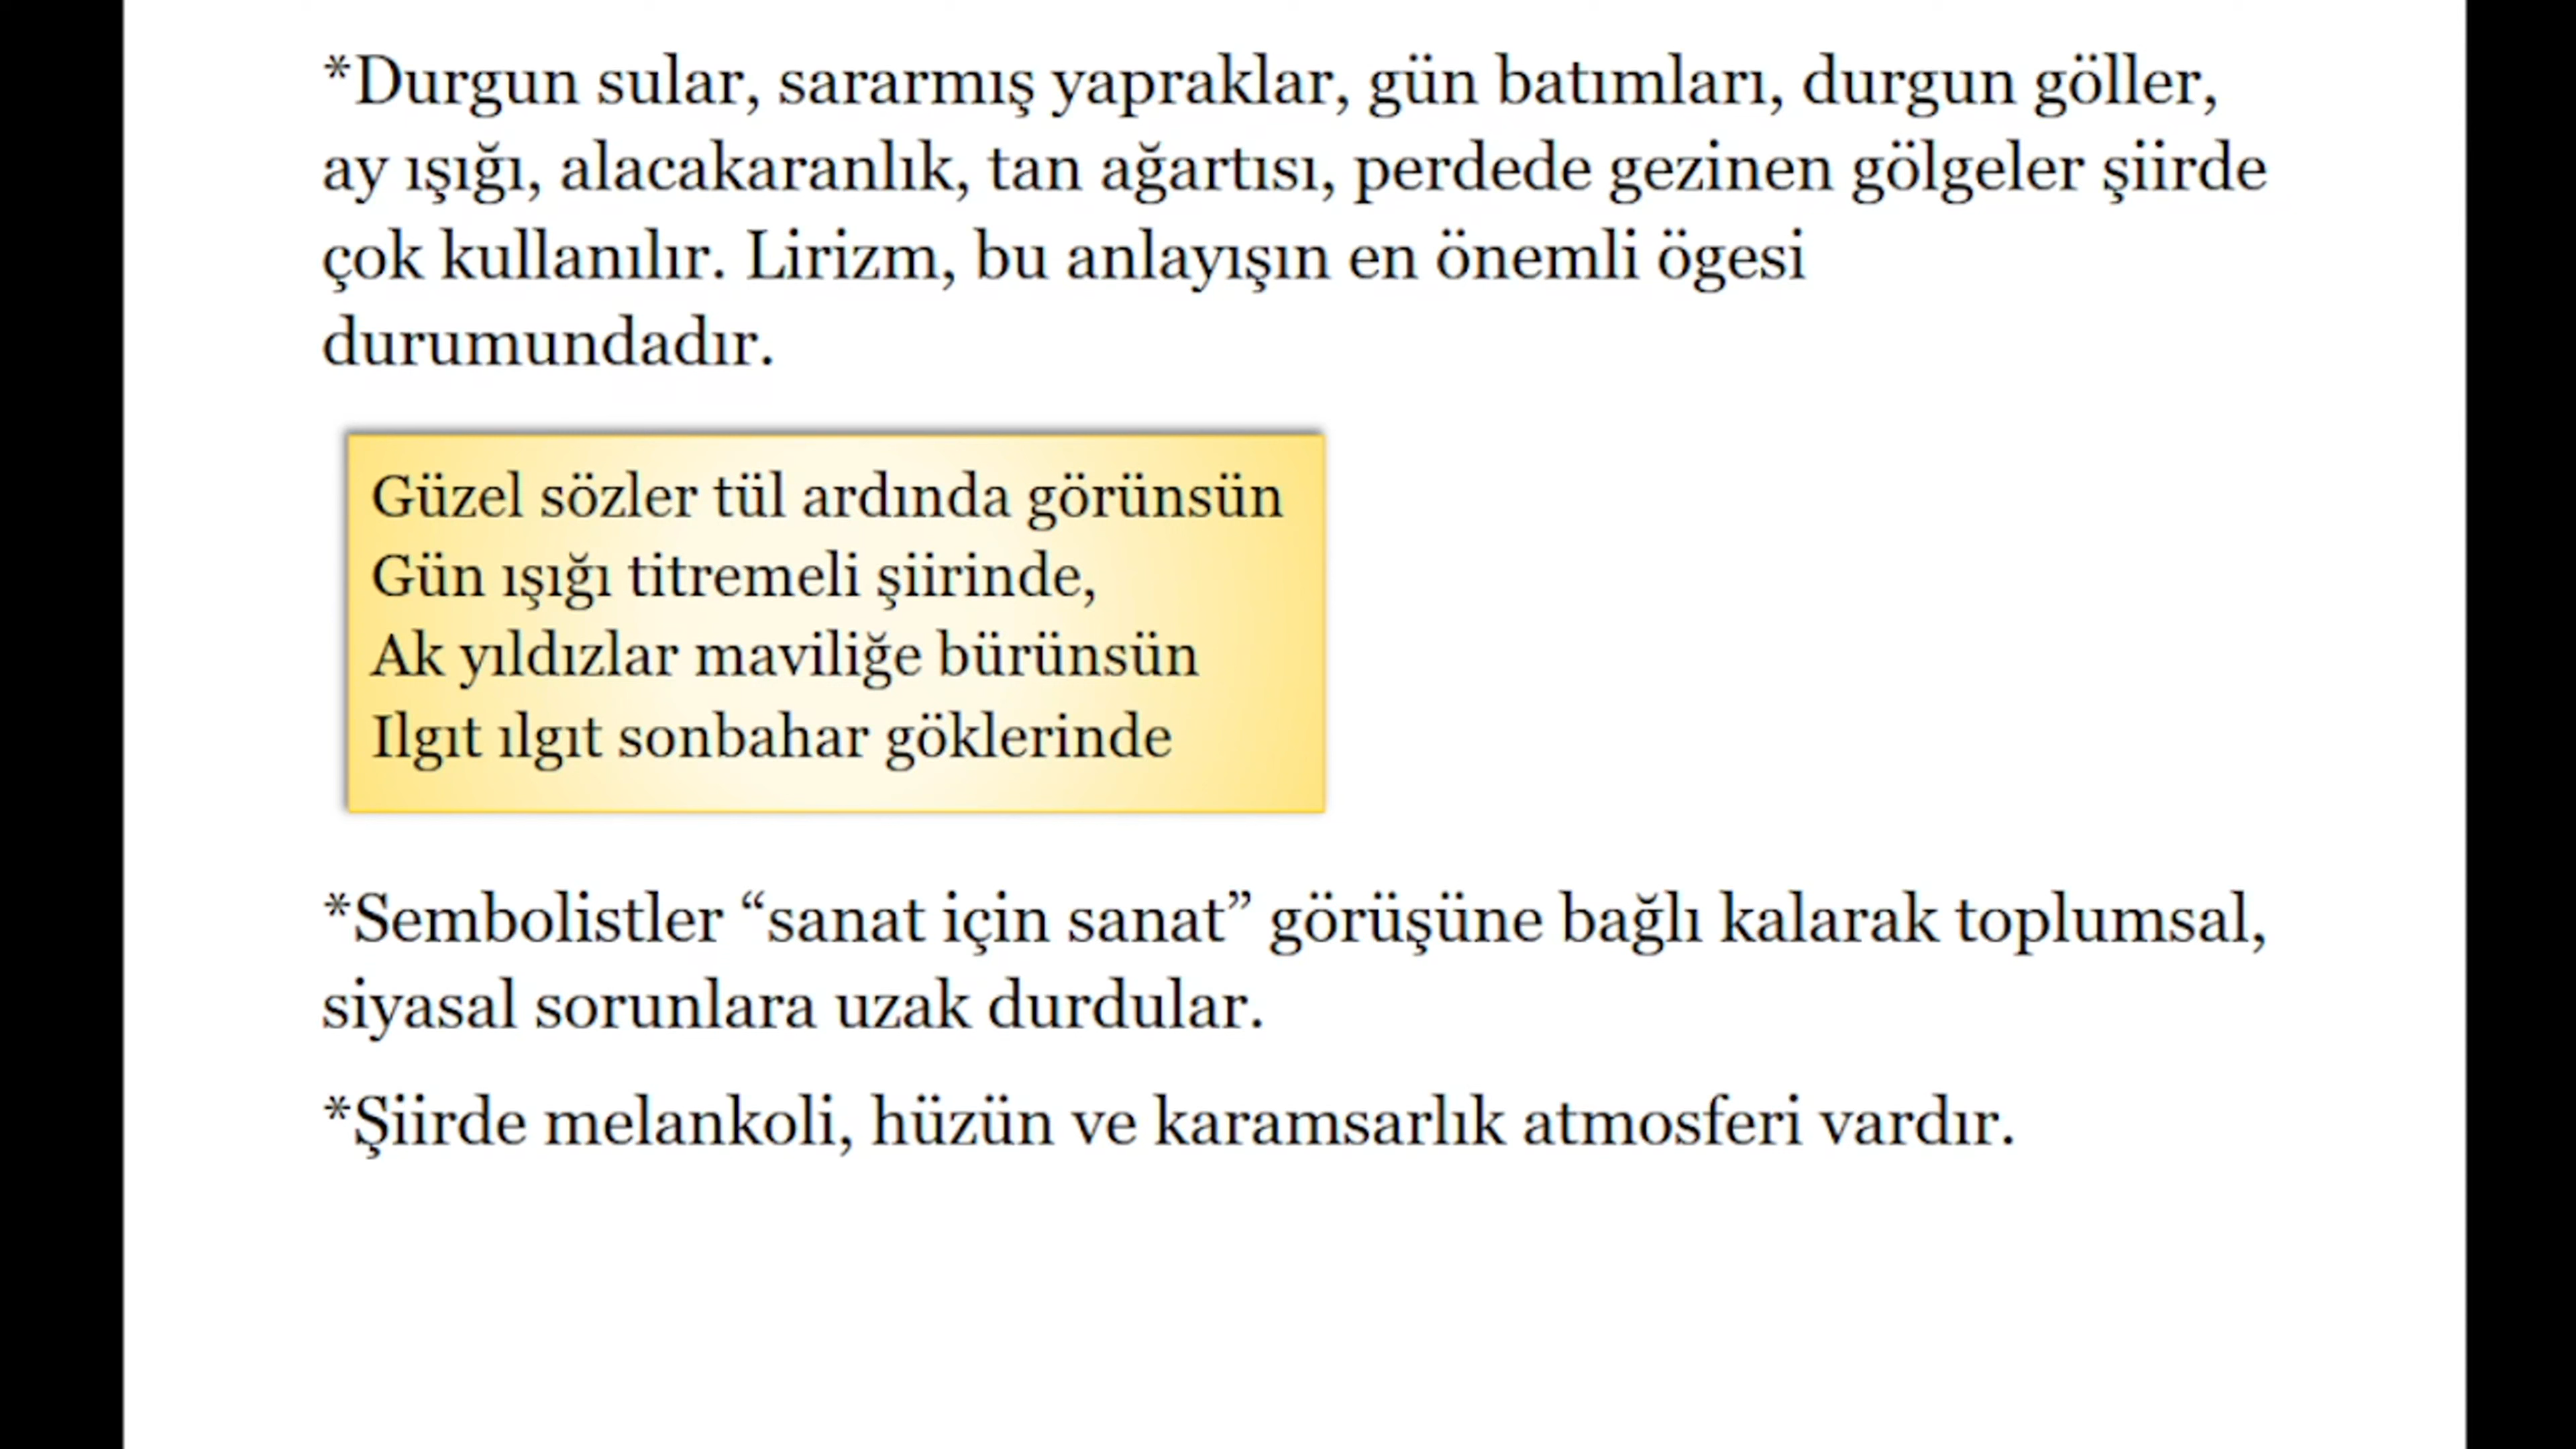 *Durgun sular, sararmış yapraklar, gün batımları, durgun göller,
ay ışığı, alacakaranlık, tan ağartısı, perdede gezinen gölgeler şiirde
çok kullanılır. Lirizm, bu anlayışın en önemli ögesi
durumundadır.
Güzel sözler tül ardında görünsün
Gün ışığı titremeli şiirinde,
Ak yıldızlar maviliğe bürünsün
Ilgıt ılgıt sonbahar göklerinde
*Sembolistler “sanat için sanat” görüşüne bağlı kalarak toplumsal,
siyasal sorunlara uzak durdular.
*Şiirde melankoli, hüzün ve karamsarlık atmosferi vardır.